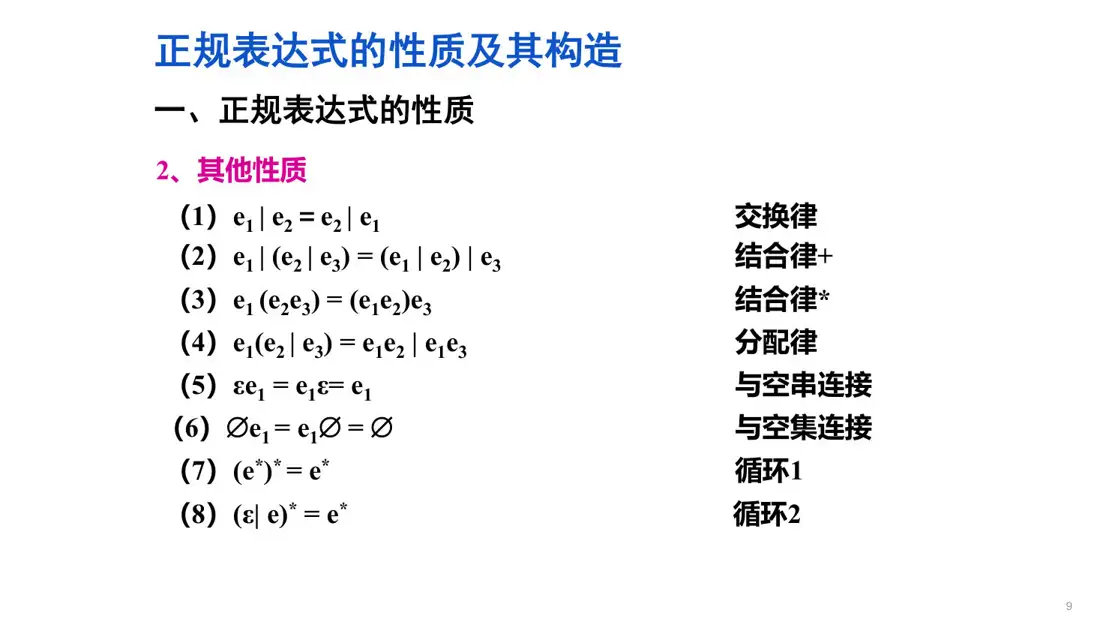 正规表达式的性质及其构造
一、正规表达式的性质
2、其他性质
（1）e₁ | e₂ = e₂ | e₁ 交换律
（2）e₁ | (e₂ | e₃) = (e₁ | e₂) | e₃ 结合律+
（3）e₁ (e₂e₃) = (e₁e₂)e₃ 结合律*
（4）e₁(e₂ | e₃) = e₁e₂ | e₁e₃ 分配律
（5）εe₁ = e₁ε= e₁ 与空串连接
（6）∅e₁ = e₁∅ = ∅ 与空集连接
（7）(e*)* = e* 循环1
（8）(ε| e)* = e* 循环2
9